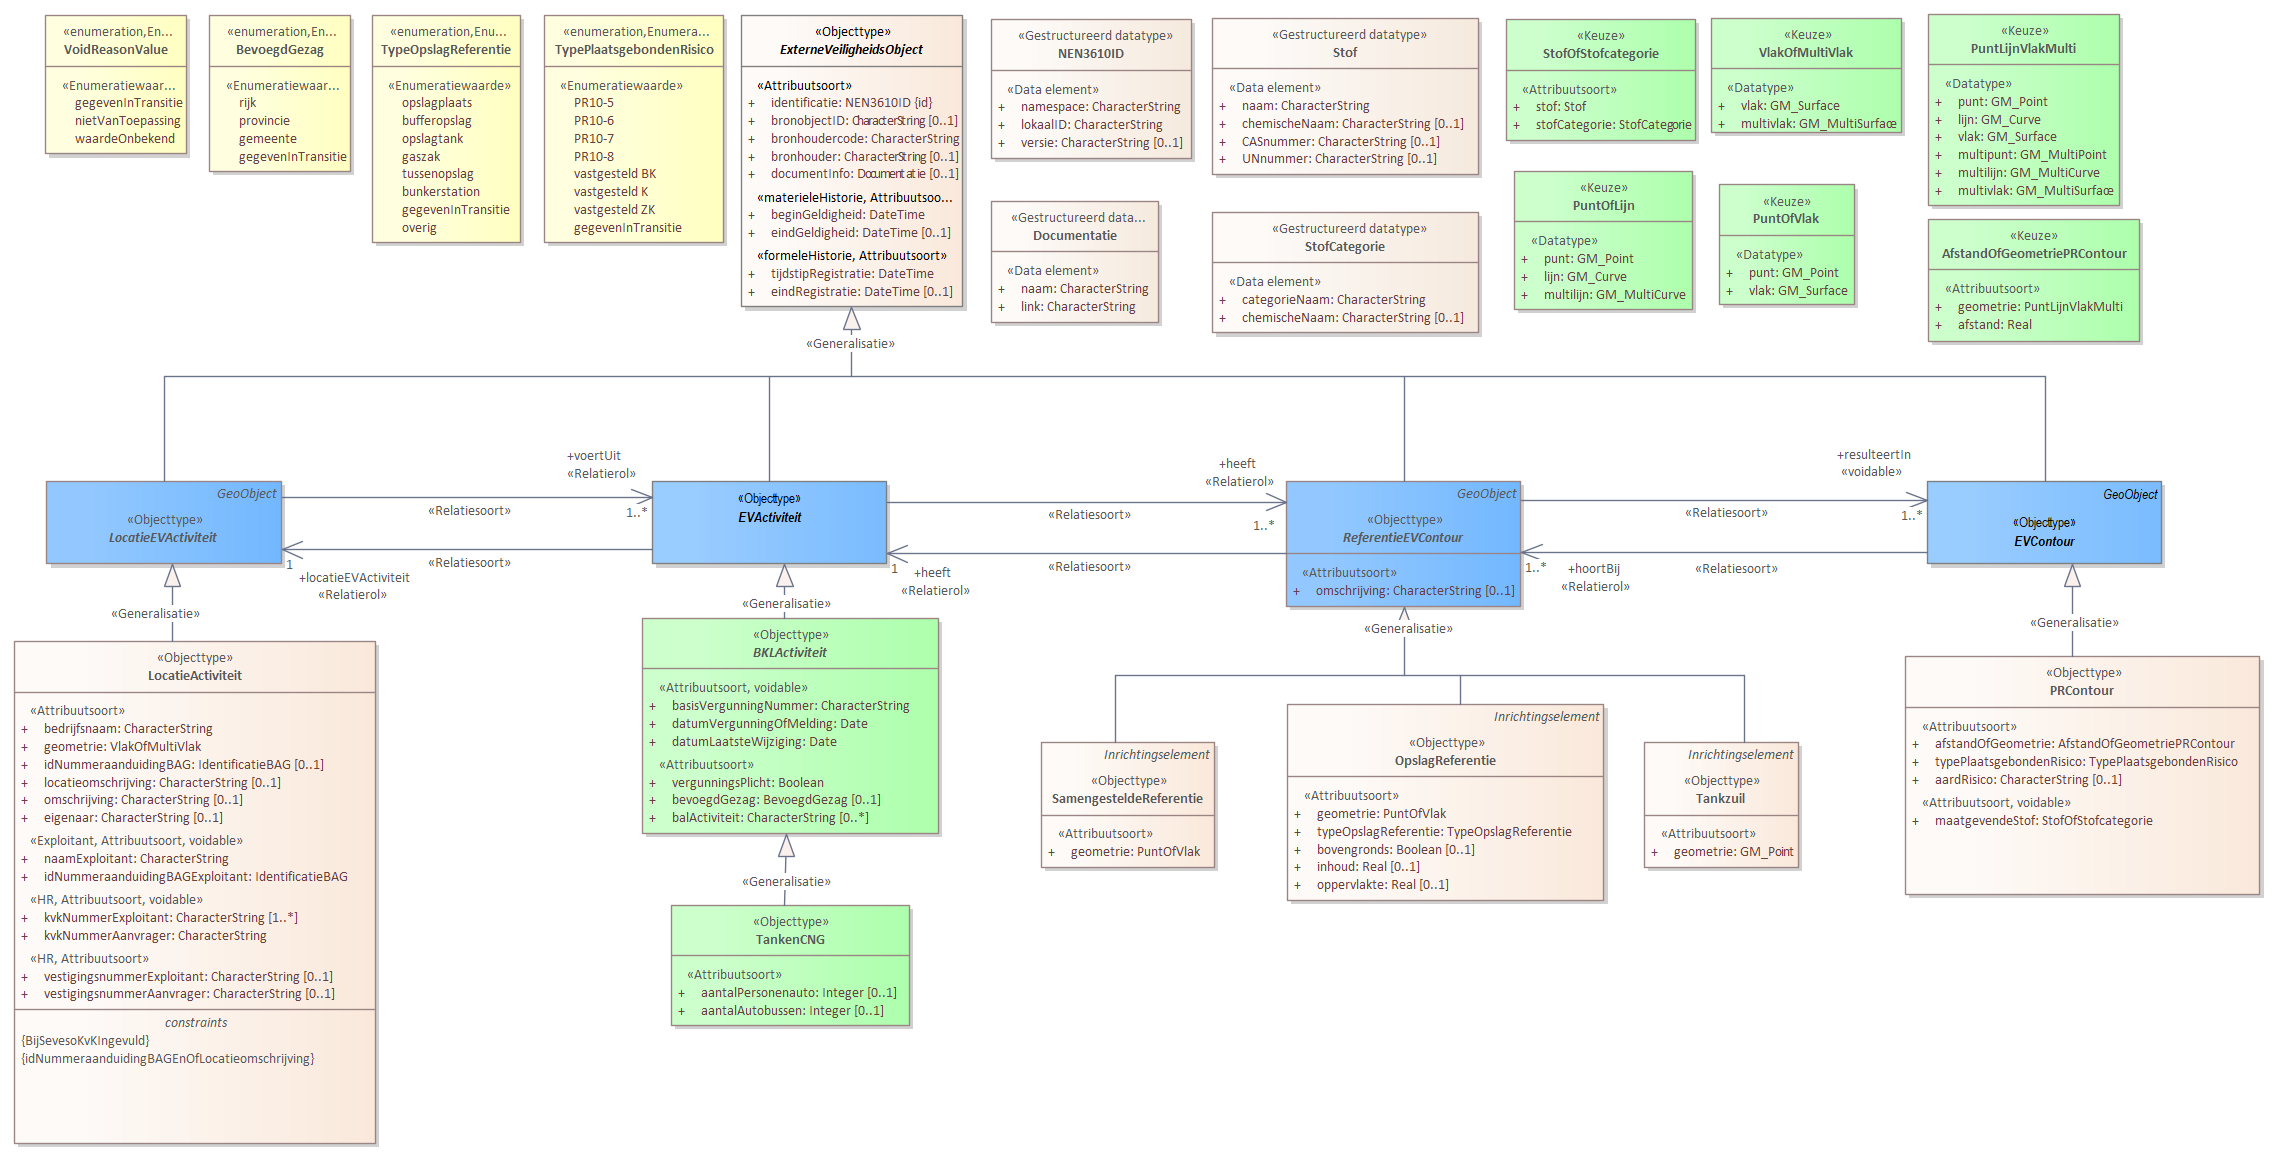 «enumeration,En...
VoidReasonValue
«Enumeratiewaar...
gegevenInTransitie
nietVanToepassing
waardeOnbekend
«enumeration,En...
BevoegdGezag
«Enumeratiewaar...
rijk
provincie
gemeente
gegevenInTransitie
«enumeration,Enu...
TypeOpslagReferentie
«Enumeratiewaarde»
opslagplaats
bufferopslag
opslagtank
gaszak
tussenopslag
bunkerstation
gegevenInTransitie
overig
«enumeration,Enumera...
TypePlaatsgebondenRisico
«Enumeratiewaarde»
PR10-5
PR10-6
PR10-7
PR10-8
vastgesteld BK
vastgesteld K
vastgesteld ZK
gegevenInTransitie
«Objecttype»
ExterneVeiligheidsObject
«Attribuutsoort»
+ identificatie: NEN3610ID {id}
+ bronobjectID: CharacterString [0..1]
+ bronhoudercode: CharacterString
+ bronhouder: CharacterString [0..1]
+ documentInfo: Documentatie [0..1]
«materieleHistorie, Attribuutsoo...
+ beginGeldigheid: DateTime
+ eindGeldigheid: DateTime [0..1]
«formeleHistorie, Attribuutsoort»
+ tijdstipRegistratie: DateTime
+ eindRegistratie: DateTime [0..1]
«Gestructureerd datatype»
NEN3610ID
«Data element»
+ namespace: CharacterString
+ lokaalID: CharacterString
+ versie: CharacterString [0..1]
«Gestructureerd data...
Documentatie
«Data element»
+ naam: CharacterString
+ link: CharacterString
«Gestructureerd datatype»
Stof
«Data element»
+ naam: CharacterString
+ chemischeNaam: CharacterString [0..1]
+ CASnummer: CharacterString [0..1]
+ UNnummer: CharacterString [0..1]
«Gestructureerd datatype»
StofCategorie
«Data element»
+ categorieNaam: CharacterString
+ chemischeNaam: CharacterString [0..1]
«Keuze»
StofOfStofcategorie
«Attribuutsoort»
+ stof: Stof
+ stofCategorie: StofCategorie
«Keuze»
PuntOfLijn
«Datatype»
+ punt: GM_Point
+ lijn: GM_Curve
+ multilijn: GM_MultiCurve
«Keuze»
VlakOfMultiVlak
«Datatype»
+ vlak: GM_Surface
+ multivlak: GM_MultiSurface
«Keuze»
PuntOfVlak
«Datatype»
+ punt: GM_Point
+ vlak: GM_Surface
«Keuze»
PuntLijnVlakMulti
«Datatype»
+ punt: GM_Point
+ lijn: GM_Curve
+ vlak: GM_Surface
+ multipunt: GM_MultiPoint
+ multilijn: GM_MultiCurve
+ multivlak: GM_MultiSurface
«Keuze»
AfstandOfGeometriePRContour
«Attribuutsoort»
+ geometrie: PuntLijnVlakMulti
+ afstand: Real
«Generalisatie»
GeoObject
«Objecttype»
LocatieEVActiviteit
+voertUit
«Relatierol»
«Relatiesoort»
1..*
«Relatiesoort»
1
+locatieEVActiviteit
«Relatierol»
«Objecttype»
EVActiviteit
+heeft
«Relatierol»
«Relatiesoort»
1..*
«Relatiesoort»
1
+heeft
«Relatierol»
GeoObject
«Objecttype»
ReferentieEVContour
«Attribuutsoort»
+ omschrijving: CharacterString [0..1]
+resulteertIn
«voidable»
«Relatiesoort»
1..*
«Relatiesoort»
1..*
+hoortBij
«Relatierol»
GeoObject
«Objecttype»
EVContour
«Generalisatie»
«Objecttype»
LocatieActiviteit
«Attribuutsoort»
+ bedrijfsnaam: CharacterString
+ geometrie: VlakOfMultiVlak
+ idNummeraanduidingBAG: IdentificatieBAG [0..1]
+ locatieomschrijving: CharacterString [0..1]
+ omschrijving: CharacterString [0..1]
+ eigenaar: CharacterString [0..1]
«Exploitant, Attribuutsoort, voidable»
+ naamExploitant: CharacterString
+ idNummeraanduidingBAGExploitant: IdentificatieBAG
«HR, Attribuutsoort, voidable»
+ kvkNummerExploitant: CharacterString [1..*]
+ kvkNummerAanvrager: CharacterString
«HR, Attribuutsoort»
+ vestigingsnummerExploitant: CharacterString [0..1]
+ vestigingsnummerAanvrager: CharacterString [0..1]
constraints
{BijSevesoKvKIngevuld}
{idNummeraanduidingBAGEnOfLocatieomschrijving}
«Generalisatie»
«Objecttype»
BKLActiviteit
«Attribuutsoort, voidable»
+ basisVergunningNummer: CharacterString
+ datumVergunningOfMelding: Date
+ datumLaatsteWijziging: Date
«Attribuutsoort»
+ vergunningsPlicht: Boolean
+ bevoegdGezag: BevoegdGezag [0..1]
+ balActiviteit: CharacterString [0..*]
«Generalisatie»
«Objecttype»
TankenCNG
«Attribuutsoort»
+ aantalPersonenauto: Integer [0..1]
+ aantalAutobussen: Integer [0..1]
«Generalisatie»
Inrichtingselement
«Objecttype»
SamengesteldeReferentie
«Attribuutsoort»
+ geometrie: PuntOfVlak
Inrichtingselement
«Objecttype»
OpslagReferentie
«Attribuutsoort»
+ geometrie: PuntOfVlak
+ typeOpslagReferentie: TypeOpslagReferentie
+ bovengronds: Boolean [0..1]
+ inhoud: Real [0..1]
+ oppervlakte: Real [0..1]
Inrichtingselement
«Objecttype»
Tankzuil
«Attribuutsoort»
+ geometrie: GM_Point
«Generalisatie»
«Objecttype»
PRContour
«Attribuutsoort»
+ afstandOfGeometrie: AfstandOfGeometriePRContour
+ typePlaatsgebondenRisico: TypePlaatsgebondenRisico
+ aardRisico: CharacterString [0..1]
«Attribuutsoort, voidable»
+ maatgevendeStof: StofOfStofcategorie